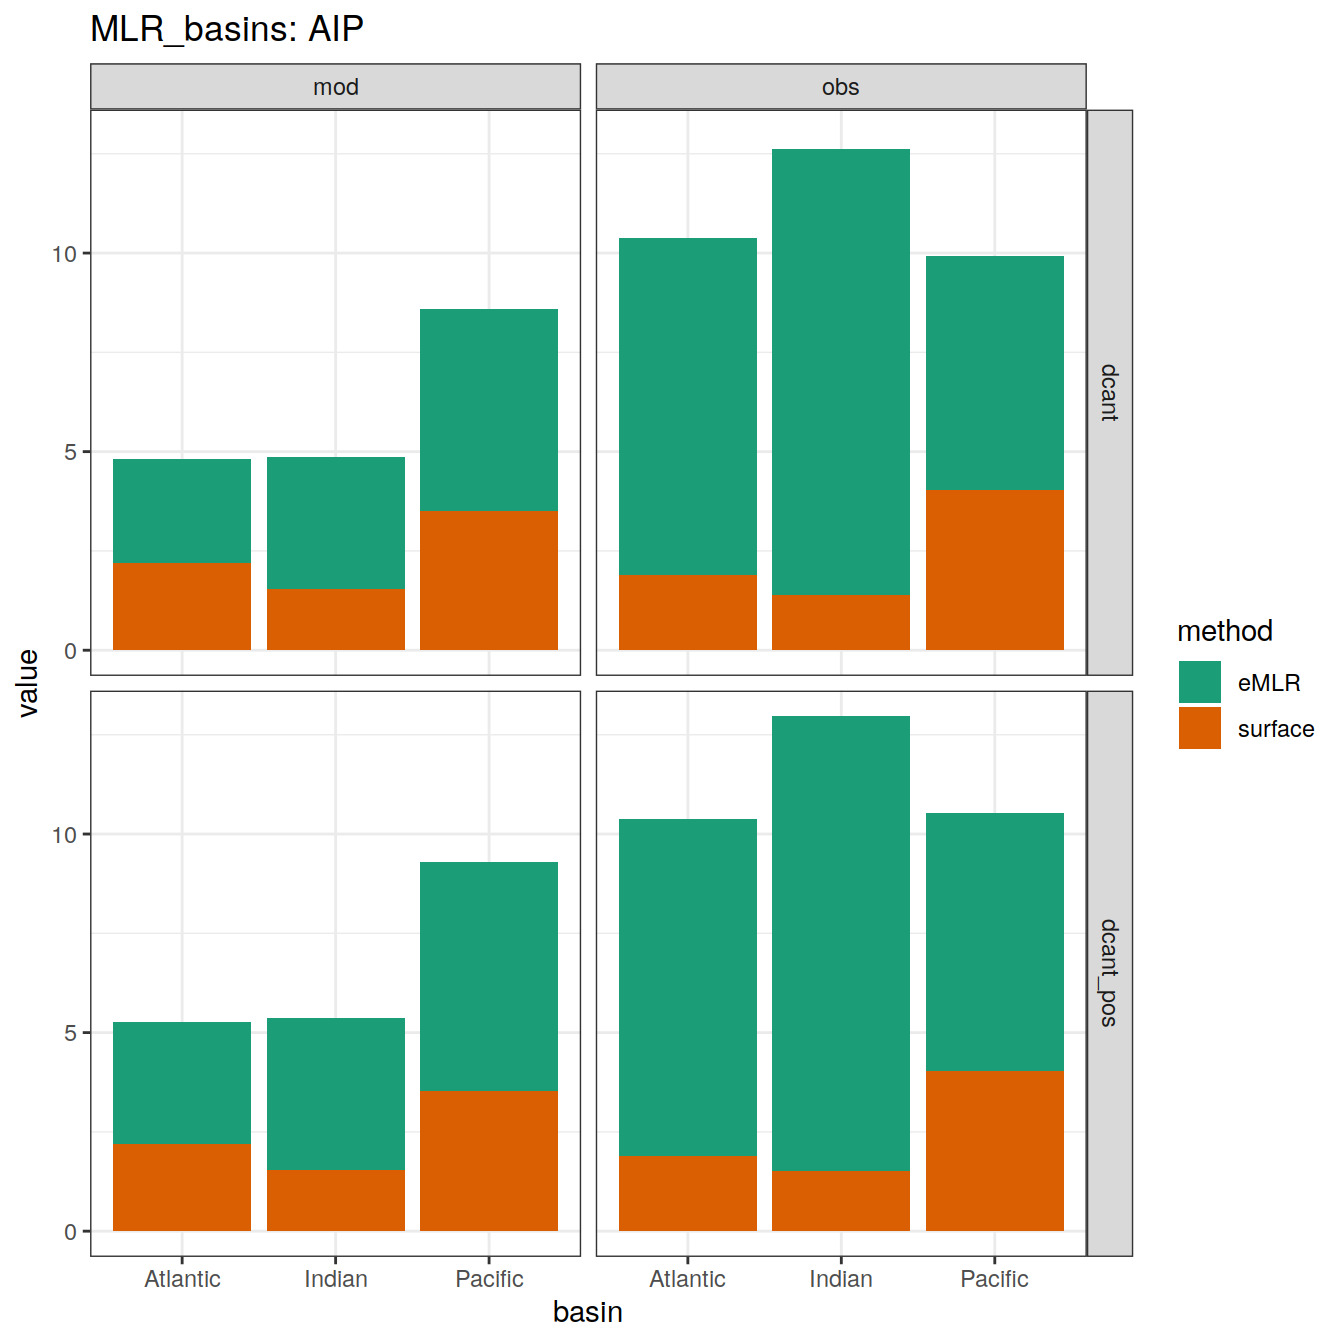 MLR_basins: AIP
mod
obs
10
5
0
dcant
value
10
5
0
dcant_pos
Atlantic
Indian
Pacific
Atlantic
Indian
Pacific
basin
method
eMLR
surface